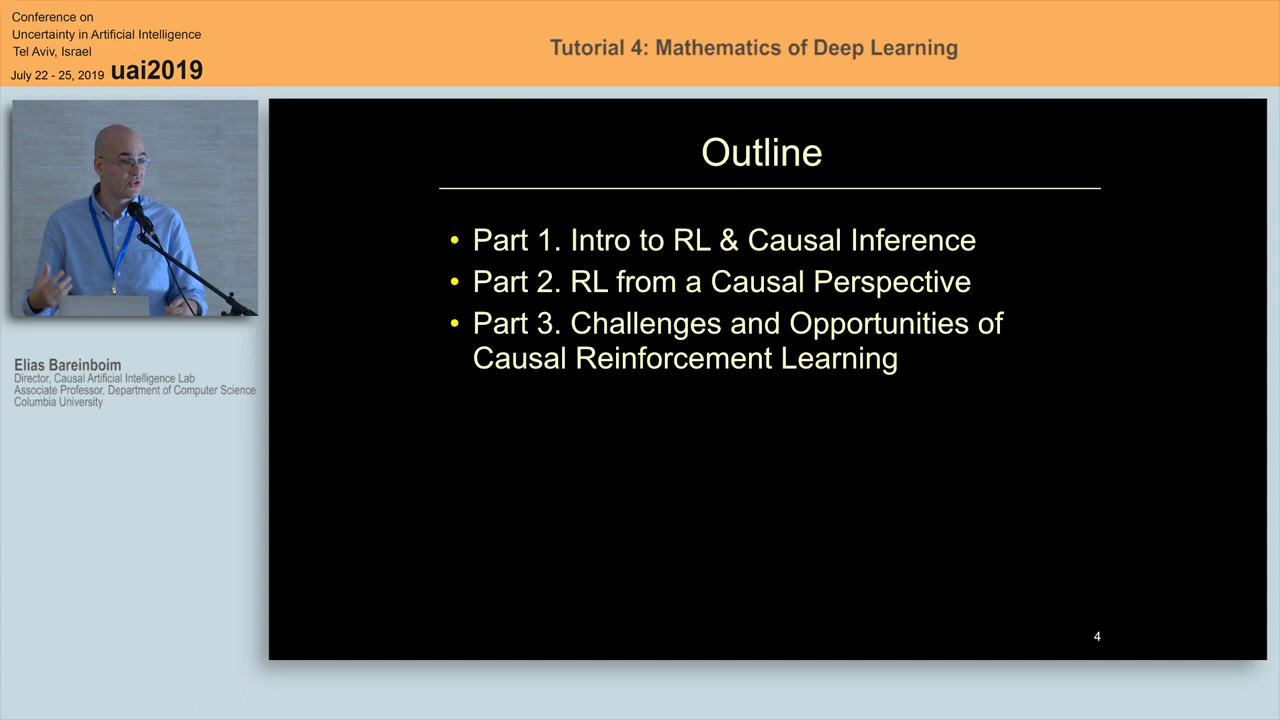 Conference on
Uncertainty in Artificial Intelligence
Tel Aviv, Israel
July 22 - 25, 2019 uai2019
Tutorial 4: Mathematics of Deep Learning
Outline
• Part 1. Intro to RL & Causal Inference
• Part 2. RL from a Causal Perspective
• Part 3. Challenges and Opportunities of
Causal Reinforcement Learning
4
Elias Bareinboim
Director, Causal Artificial Intelligence Lab
Associate Professor, Department of Computer Science
Columbia University